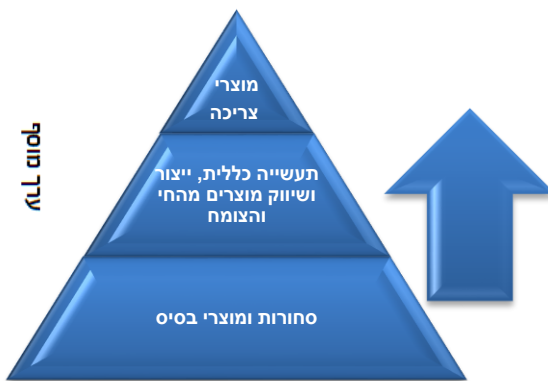 מוצרי
צריכה
תעשייה כללית, ייצור
ושיווק מוצרים מהחי
והצומח
סחורות ומוצרי בסיס
ערך מוסף